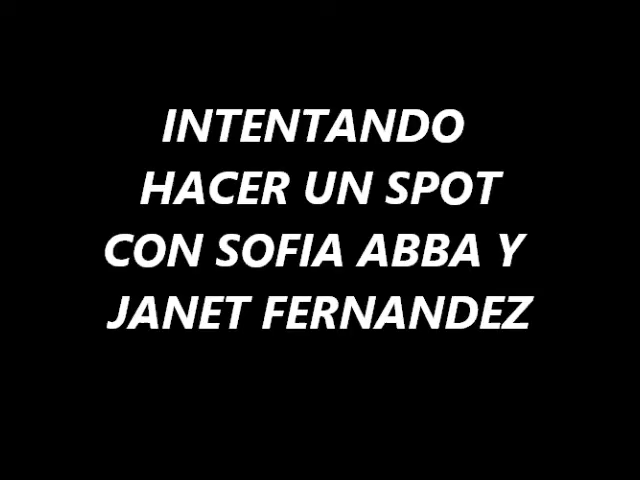 INTENTANDO
HACER UN SPOT
CON SOFIA ABBA Y
JANET FERNANDEZ